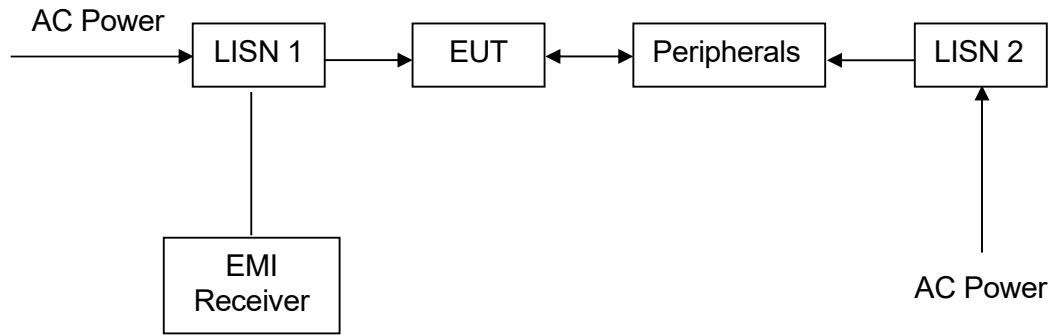 AC Power
LISN 1
EUT
Peripherals
LISN 2
EMI
Receiver
AC Power